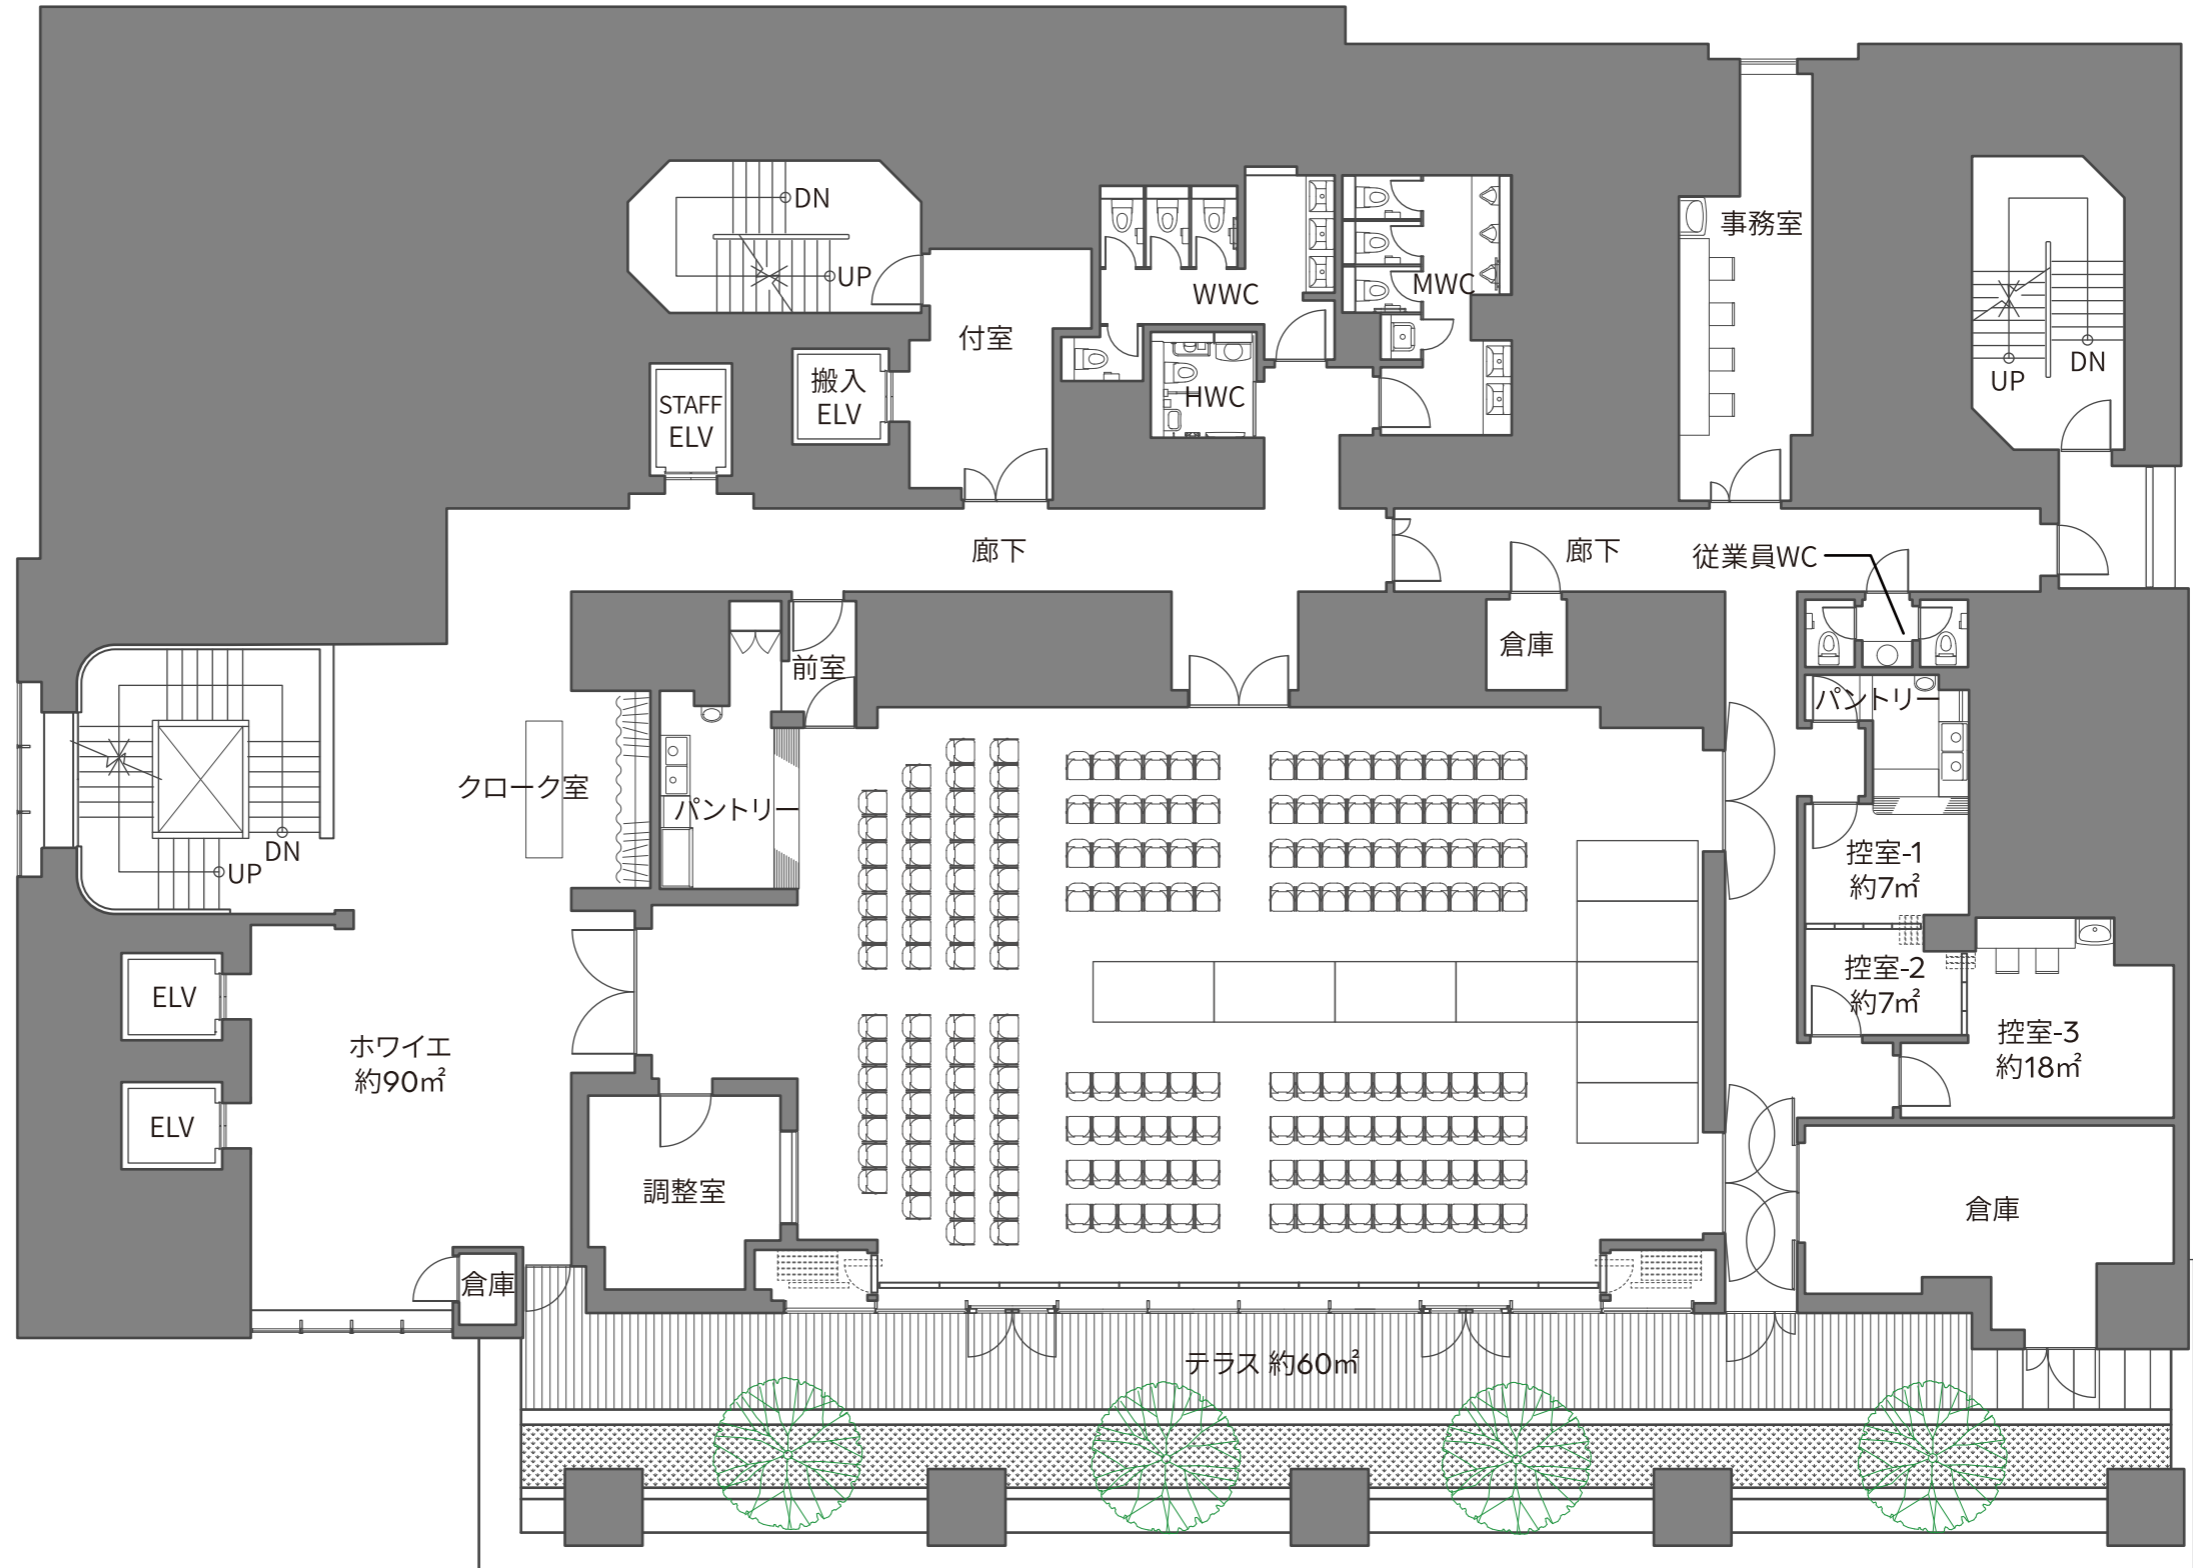 DN
UP
事務室
WWC
MWC
付室
搬入
ELV
STAFF
ELV
HWC
UP
DN
廊下
廊下
従業員WC
倉庫
前室
パントリー
クローク室
パントリー
DN
UP
控室-1
約7㎡
控室-2
約7㎡
ELV
ホワイエ
約90㎡
控室-3
約18㎡
ELV
調整室
倉庫
倉庫
テラス 約60㎡